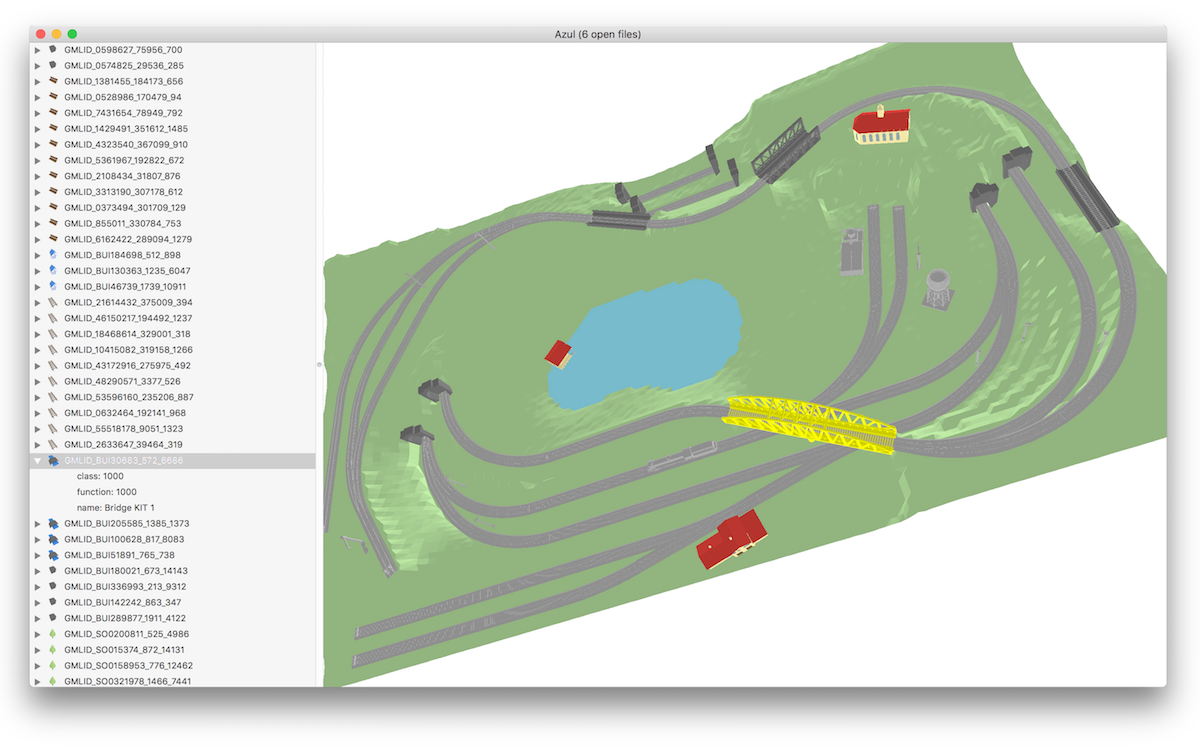 Azul (6 open files)
GMLID_0598627_75956_700
GMLID_0574825_29536_285
GMLID_1381455_184173_656
GMLID_0528986_170479_94
GMLID_7431654_78949_792
GMLID_1429491_351612_1485
GMLID_4323540_367099_910
GMLID_5361967_192822_672
GMLID_2108434_31807_876
GMLID_3313190_307178_612
GMLID_0373494_301709_129
GMLID_855011_330784_753
GMLID_6162422_289094_1279
GMLID_BUI184698_512_898
GMLID_BUI130363_1235_6047
GMLID_BUI46739_1739_10911
GMLID_21614432_375009_394
GMLID_46150217_194492_1237
GMLID_18468614_329001_318
GMLID_10415082_319158_1266
GMLID_43172916_275975_492
GMLID_48290571_3377_526
GMLID_53596160_235206_887
GMLID_0632464_192141_968
GMLID_55518178_9051_1323
GMLID_2633647_39464_319
GMLID_BUI30683_572_6686
class: 1000
function: 1000
name: Bridge KIT 1
GMLID_BUI205585_1385_1373
GMLID_BUI100628_817_8083
GMLID_BUI51891_765_738
GMLID_BUI180021_673_14143
GMLID_BUI336993_213_9312
GMLID_BUI142242_863_347
GMLID_BUI289877_1911_4122
GMLID_SO0200811_525_4986
GMLID_SO015374_872_14131
GMLID_SO0158953_776_12462
GMLID_SO0321978_1466_7441